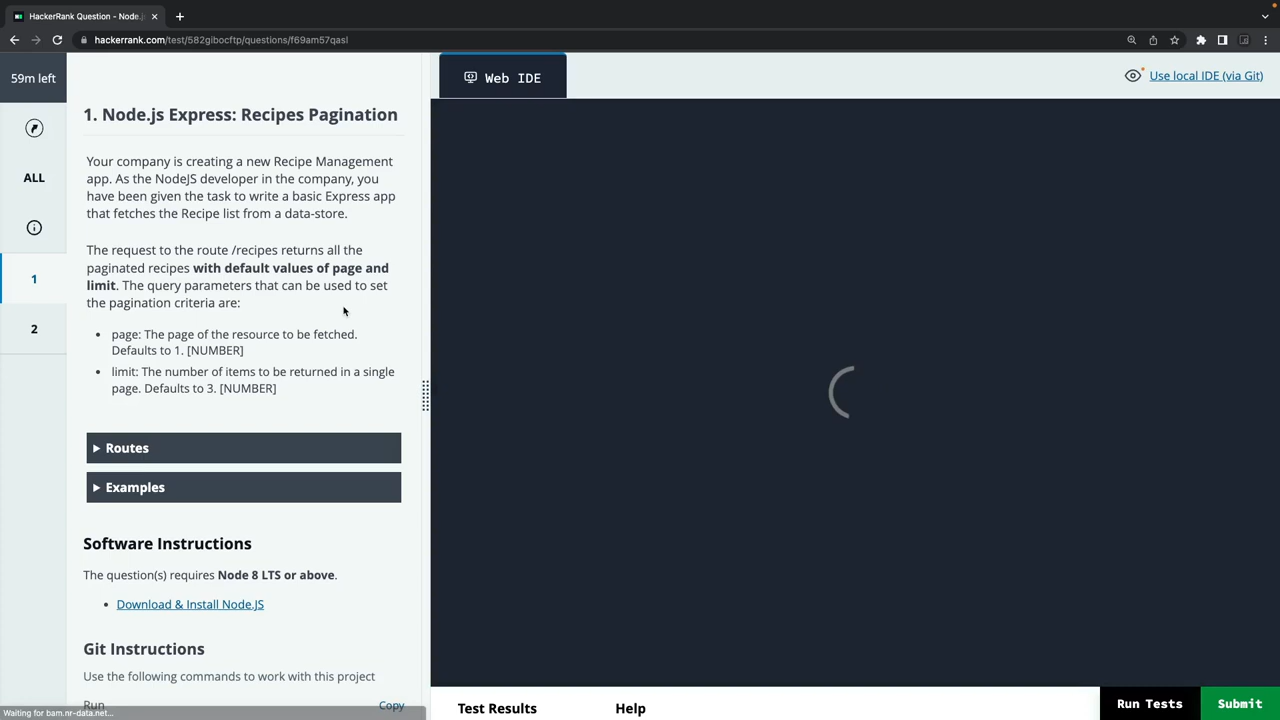 HackerRank Question - Node.j
hackerrank.com/test/582gibocftp/questions/f69am57qasl
59m left
ALL
1
2
1. Node.js Express: Recipes Pagination
Your company is creating a new Recipe Management
app. As the NodeJS developer in the company, you
have been given the task to write a basic Express app
that fetches the Recipe list from a data-store.
The request to the route /recipes returns all the
paginated recipes with default values of page and
limit. The query parameters that can be used to set
the pagination criteria are:
• page: The page of the resource to be fetched.
Defaults to 1. [NUMBER]
• limit: The number of items to be returned in a single
page. Defaults to 3. [NUMBER]
Routes
Examples
Software Instructions
The question(s) requires Node 8 LTS or above.
• Download & Install Node.JS
Git Instructions
Use the following commands to work with this project
Run
Copy
Waiting for bam.nr-data.net...
Web IDE
Use local IDE (via Git)
Test Results
Help
Run Tests
Submit